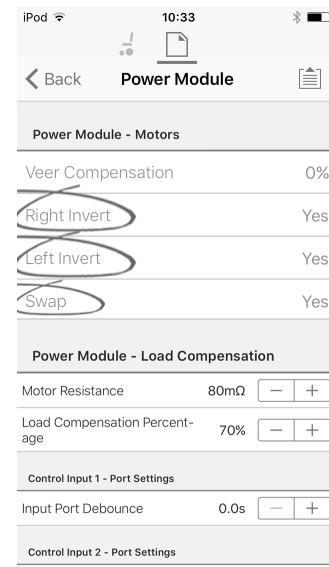 iPod 10:33
Back Power Module
Power Module - Motors
Veer Compensation 0%
Right Invert Yes
Left Invert Yes
Swap Yes
Power Module - Load Compensation
Motor Resistance 80mΩ − +
Load Compensation Percent-
age 70% − +
Control Input 1 - Port Settings
Input Port Debounce 0.0s − +
Control Input 2 - Port Settings